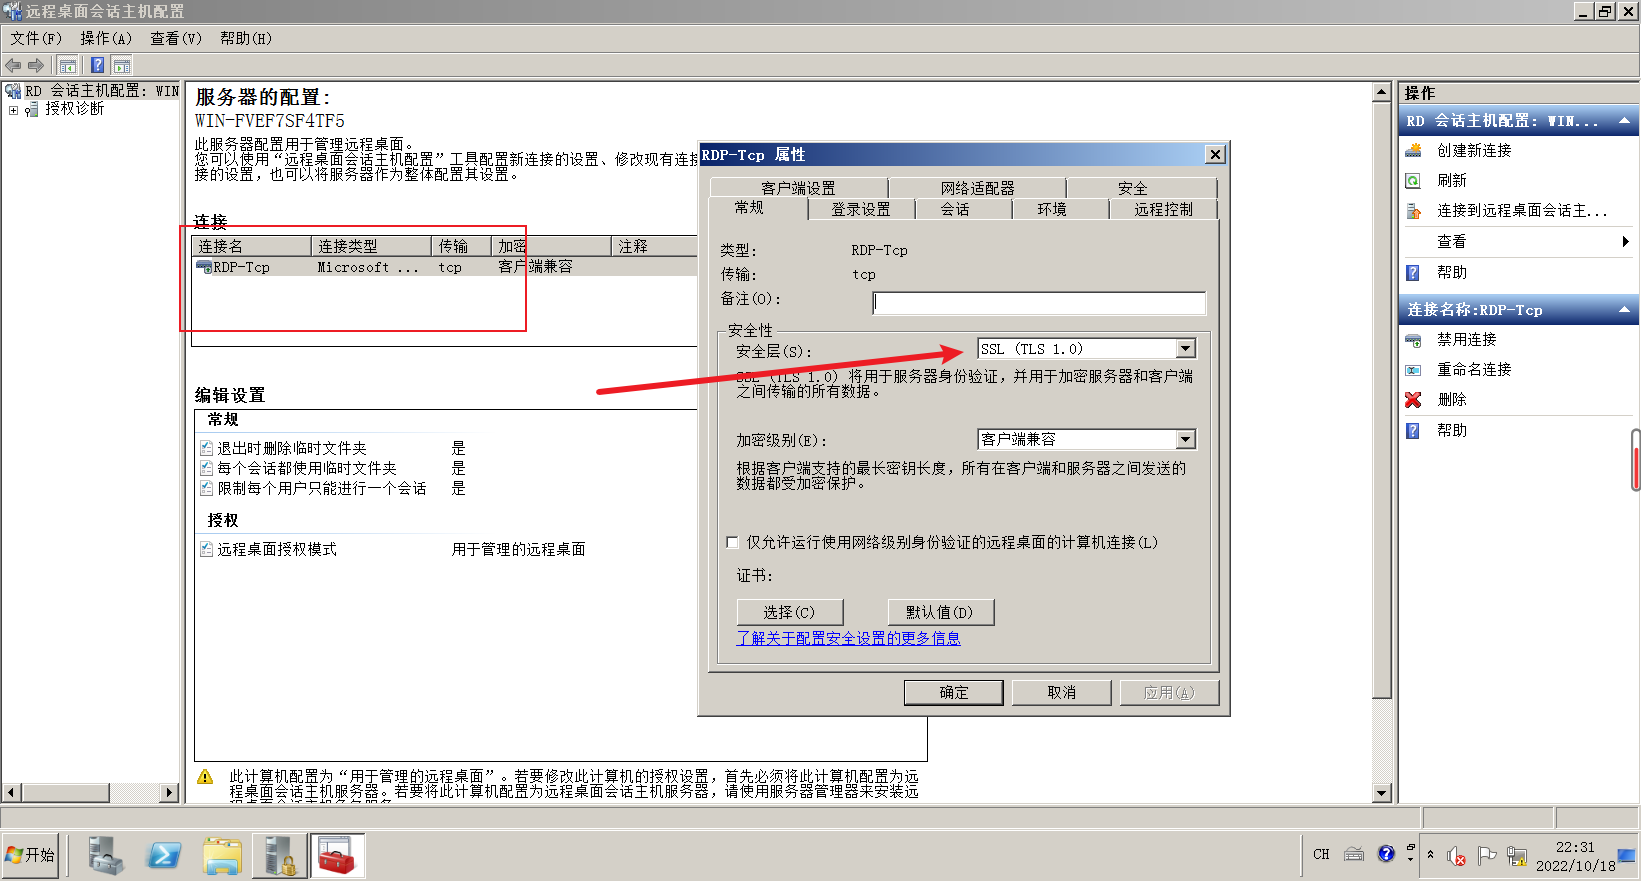 远程桌面会话主机配置
文件(F) 操作(A) 查看(V) 帮助(H)
RD 会话主机配置: WIN
授权诊断
服务器的配置:
WIN-FVEF7SF4TF5
此服务器配置用于管理远程桌面。
您可以使用“远程桌面会话主机配置”工具配置新连接的设置、修改现有连接
接的设置，也可以将服务器作为整体配置其设置。
连接
连接名 连接类型 传输 加密 注释
RDP-Tcp Microsoft ... tcp 客户端兼容
编辑设置
常规
退出时删除临时文件夹 是
每个会话都使用临时文件夹 是
限制每个用户只能进行一个会话 是
授权
远程桌面授权模式 用于管理的远程桌面
此计算机配置为“用于管理的远程桌面”。若要修改此计算机的授权设置，首先必须将此计算机配置为远
程桌面会话主机服务器。若要将此计算机配置为远程桌面会话主机服务器，请使用服务器管理器来安装远
RDP-Tcp 属性
客户端设置 网络适配器 安全
常规 登录设置 会话 环境 远程控制
类型: RDP-Tcp
传输: tcp
备注(O):
安全性
安全层(S): SSL (TLS 1.0)
SSL (TLS 1.0) 将用于服务器身份验证，并用于加密服务器和客户端
之间传输的所有数据。
加密级别(E): 客户端兼容
根据客户端支持的最长密钥长度，所有在客户端和服务器之间发送的
数据都受加密保护。
仅允许运行使用网络级别身份验证的远程桌面的计算机连接(L)
证书:
选择(C) 默认值(D)
了解关于配置安全设置的更多信息
确定 取消 应用(A)
操作
RD 会话主机配置: WIN...
创建新连接
刷新
连接到远程桌面会话主...
查看
帮助
连接名称:RDP-Tcp
禁用连接
重命名连接
删除
帮助
开始
CH
22:31
2022/10/18